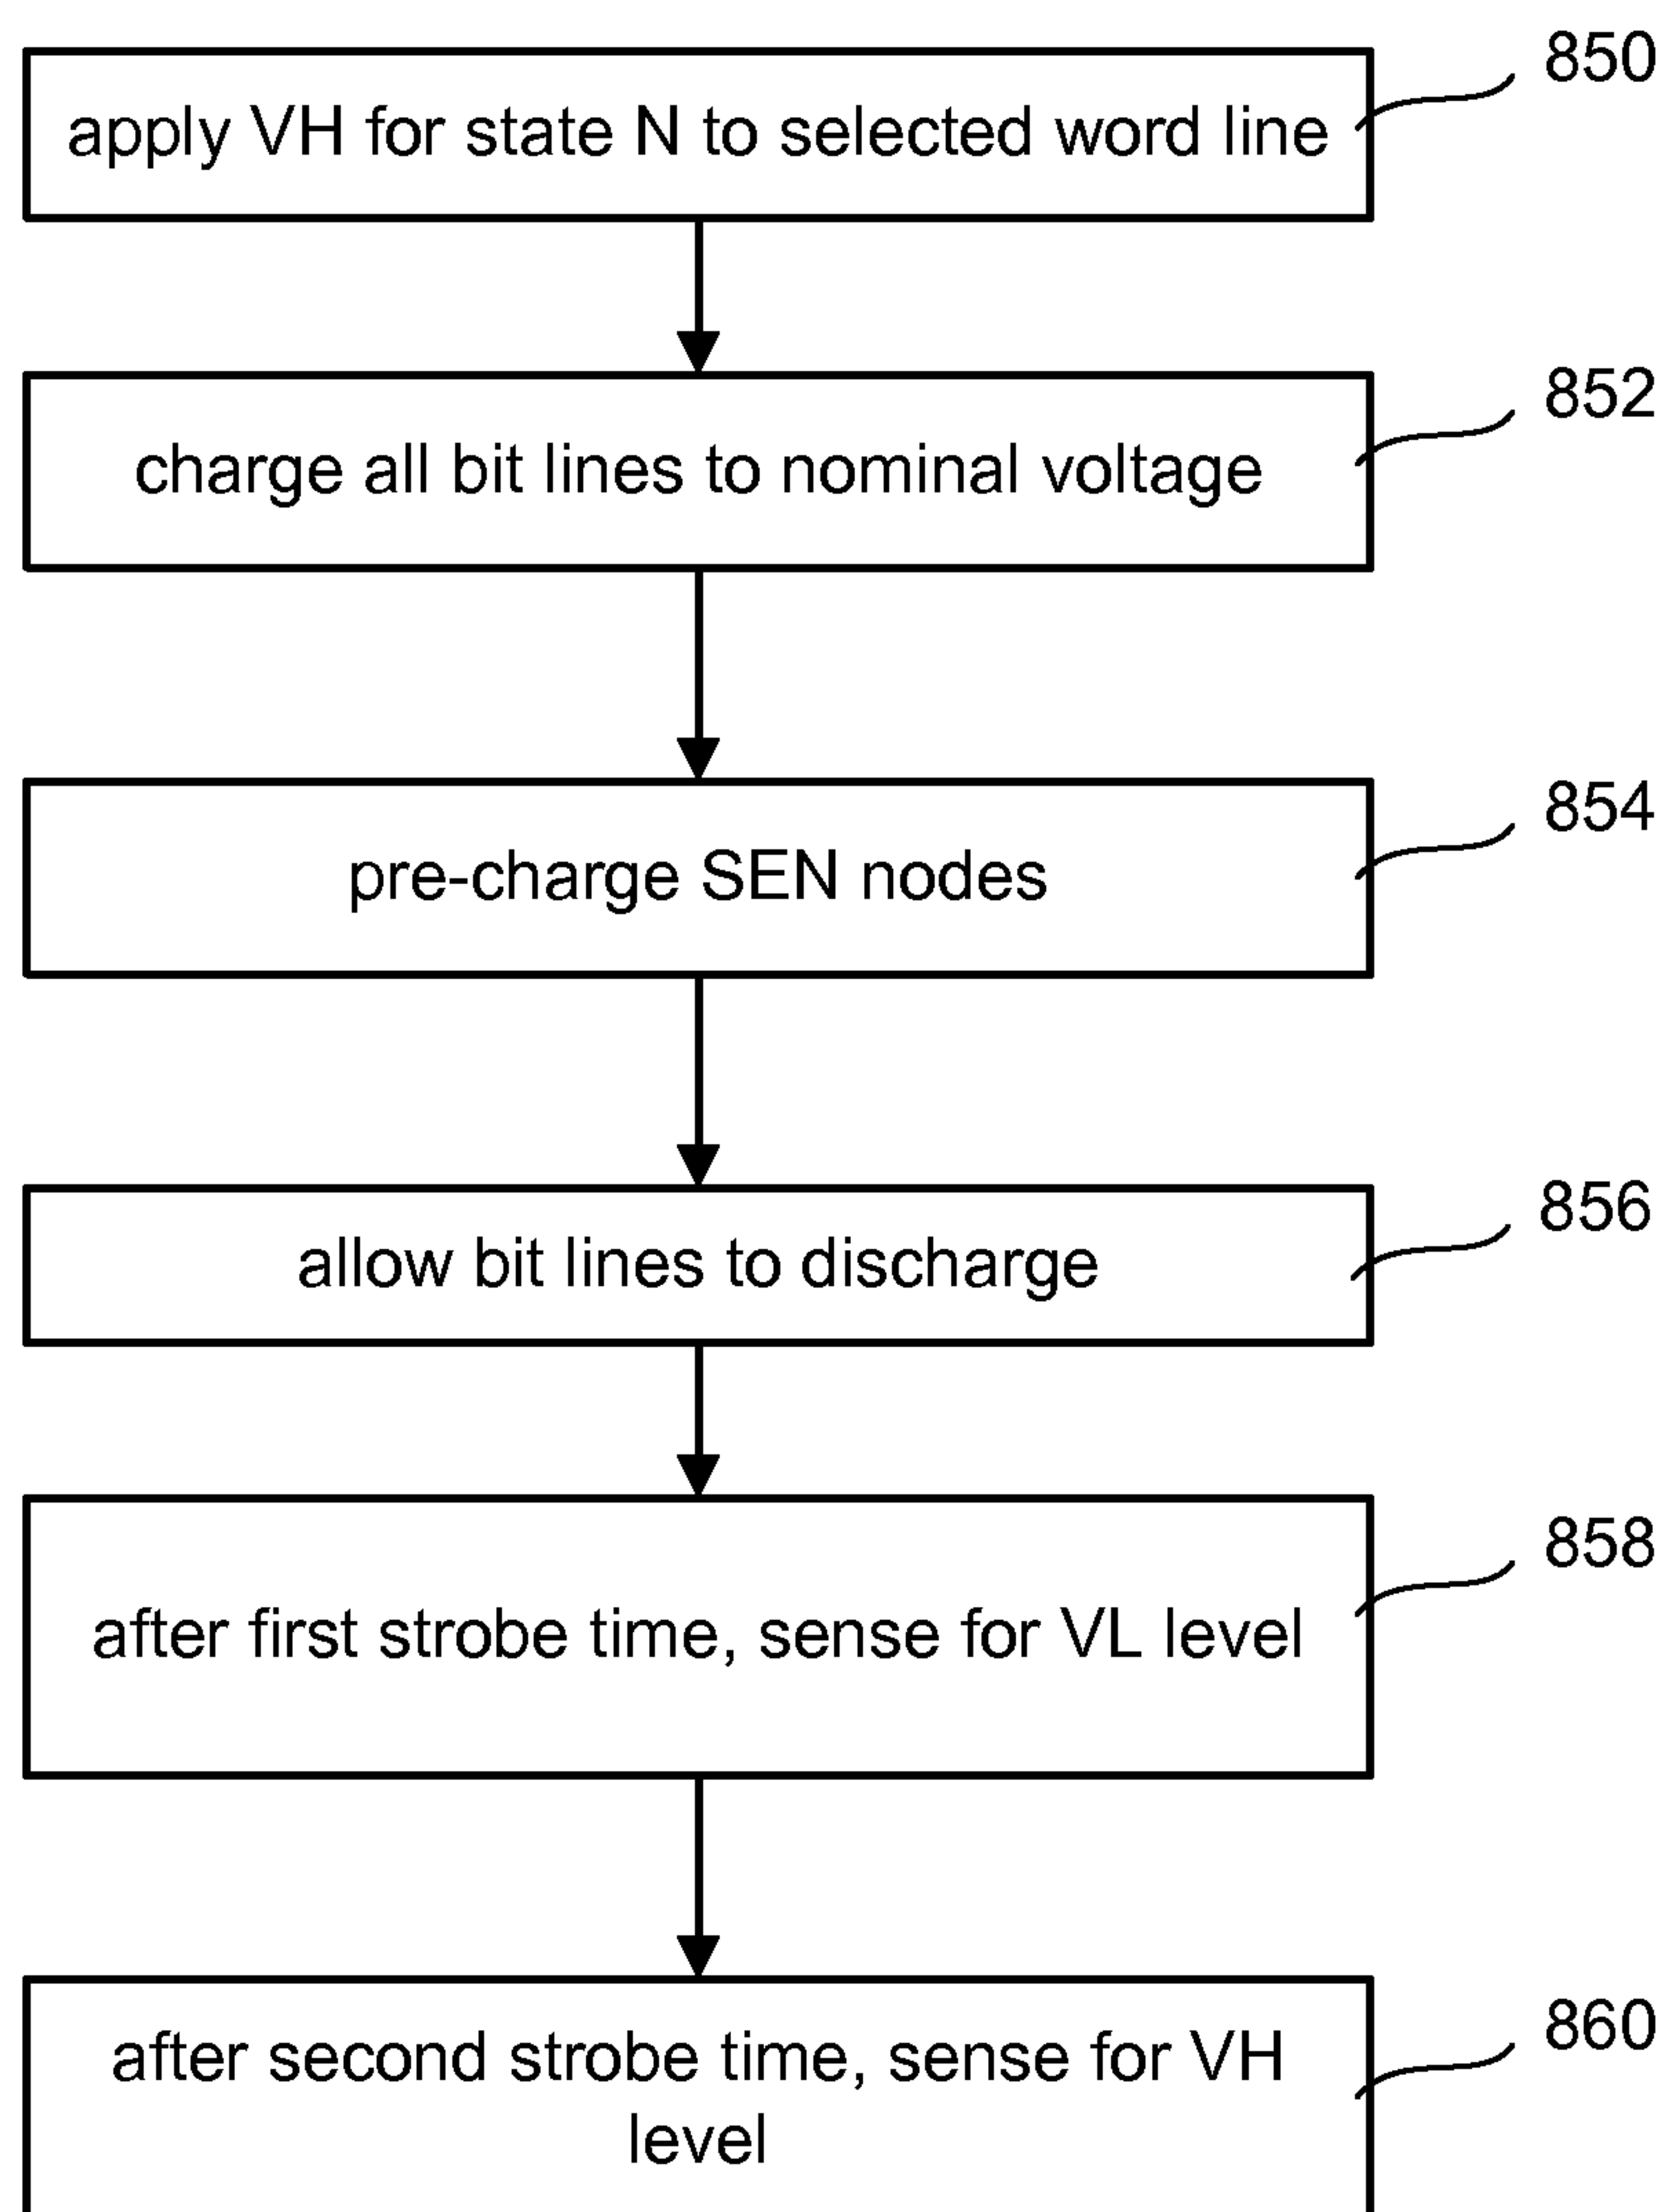 850
apply VH for state N to selected word line
852
charge all bit lines to nominal voltage
854
pre-charge SEN nodes
856
allow bit lines to discharge
858
after first strobe time, sense for VL level
860
after second strobe time, sense for VH
level